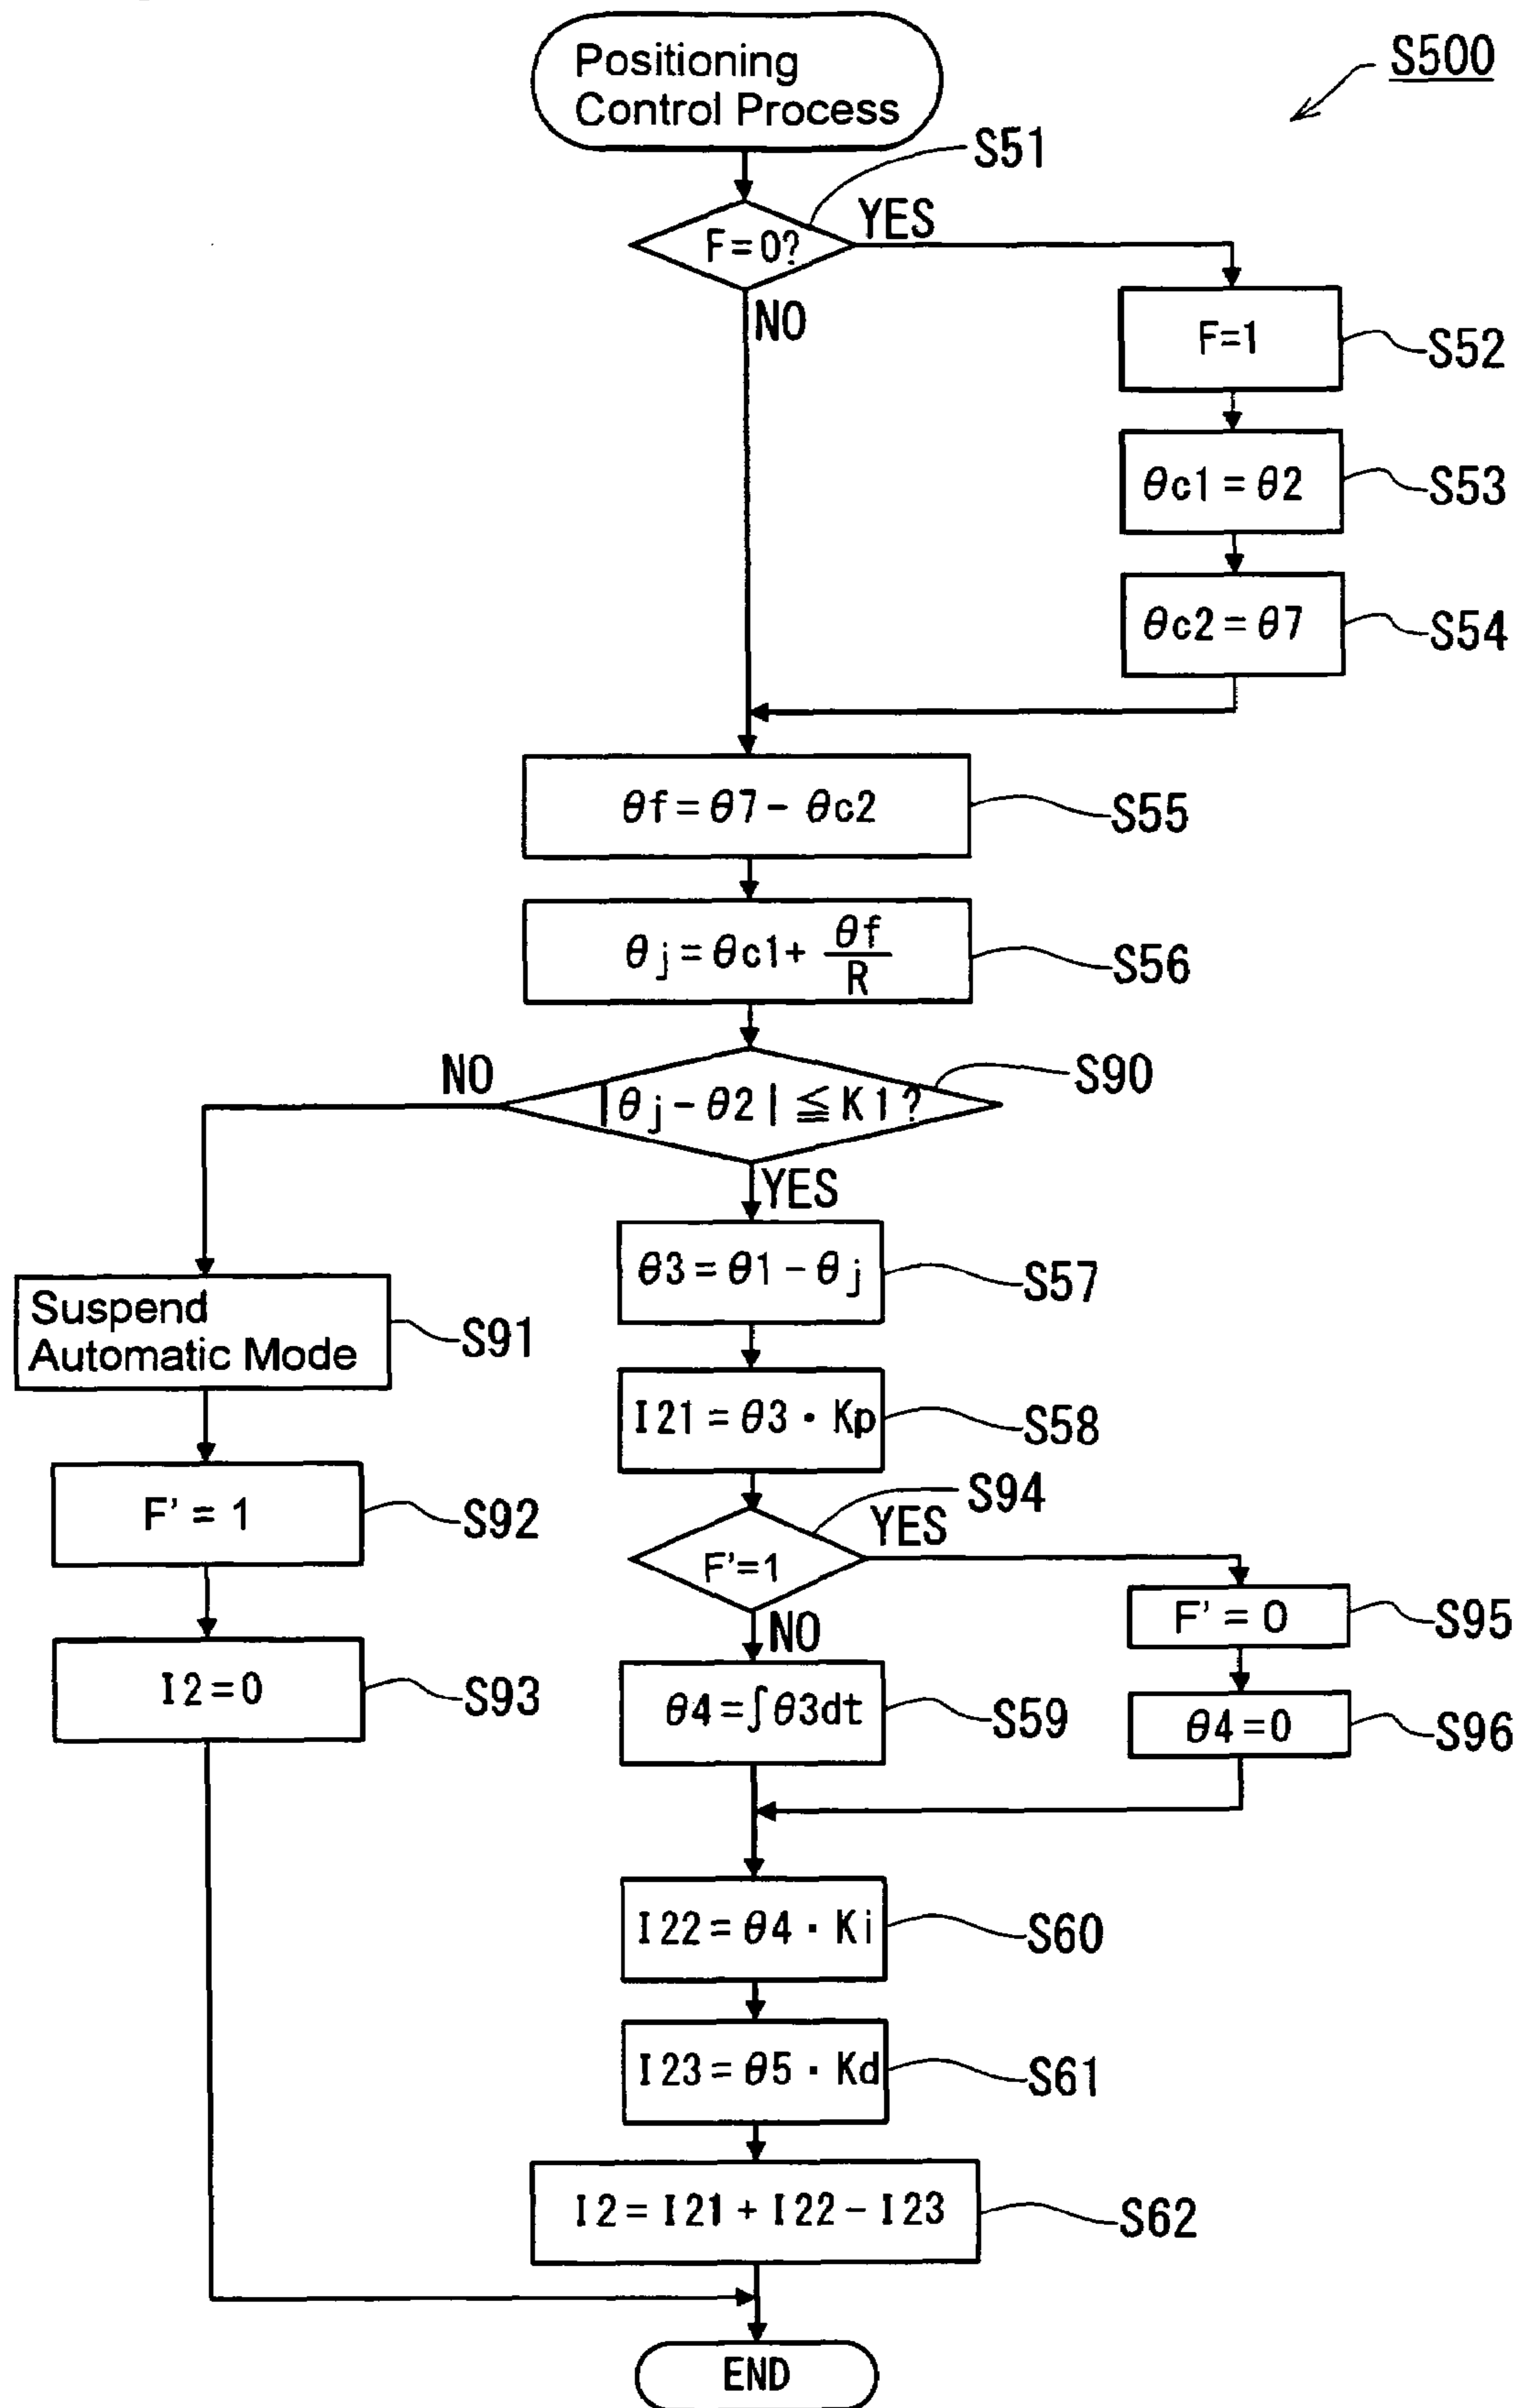 Positioning
Control Process
S500
S51
F=0?
YES
NO
F=1
S52
θc1=θ2
S53
θc2=θ7
S54
θf=θ7- θc2
S55
θj=θc1+ θf/R
S56
|θj-θ2|≦K1?
S90
NO
YES
θ3=θ1-θj
S57
Suspend
Automatic Mode
S91
I21=θ3・Kp
S58
F' = 1
S92
F'=1
S94
YES
NO
F' = 0
S95
I2=0
S93
θ4=∫θ3dt
S59
θ4=0
S96
I22=θ4・Ki
S60
I23=θ5・Kd
S61
I2=I21+I22-I23
S62
END